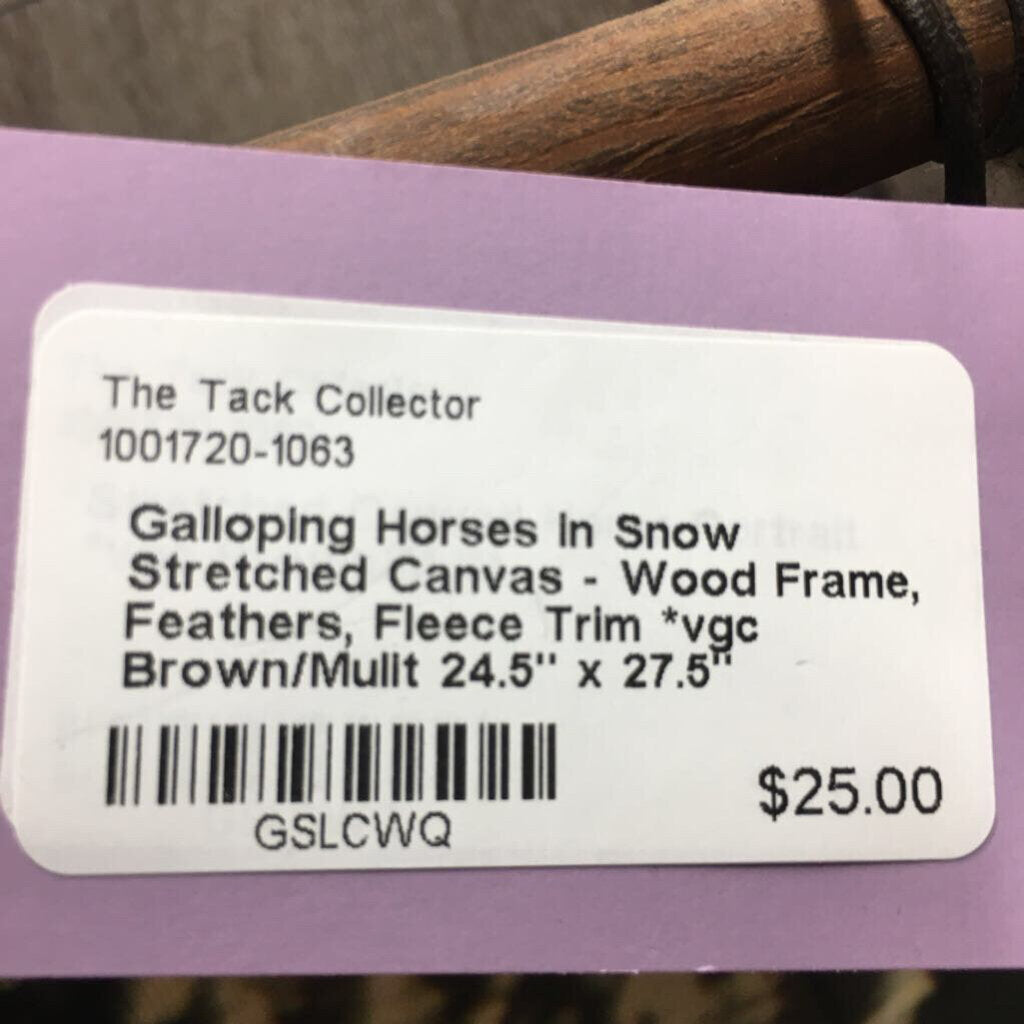 The Tack Collector
1001720-1063
Galloping Horses In Snow
Stretched Canvas - Wood Frame,
Feathers, Fleece Trim *vgc
Brown/Mulit 24.5" x 27.5"
GSLCWQ
$25.00